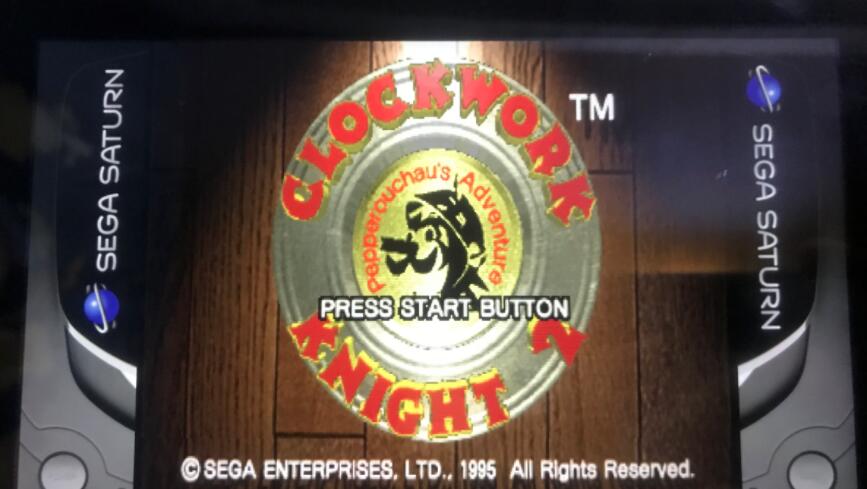 SEGA SATURN
CLOCKWORK
TM
Pepperouchau's Adventure
PRESS START BUTTON
KNIGHT 2
© SEGA ENTERPRISES, LTD., 1995 All Rights Reserved.
SEGA SATURN